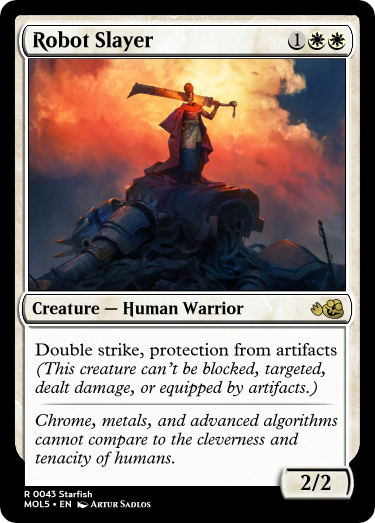 Robot Slayer 1
Creature — Human Warrior
Double strike, protection from artifacts
(This creature can't be blocked, targeted,
dealt damage, or equipped by artifacts.)
Chrome, metals, and advanced algorithms
cannot compare to the cleverness and
tenacity of humans.
2/2
R 0043 Starfish
MOL5 • EN Artur Sadlos